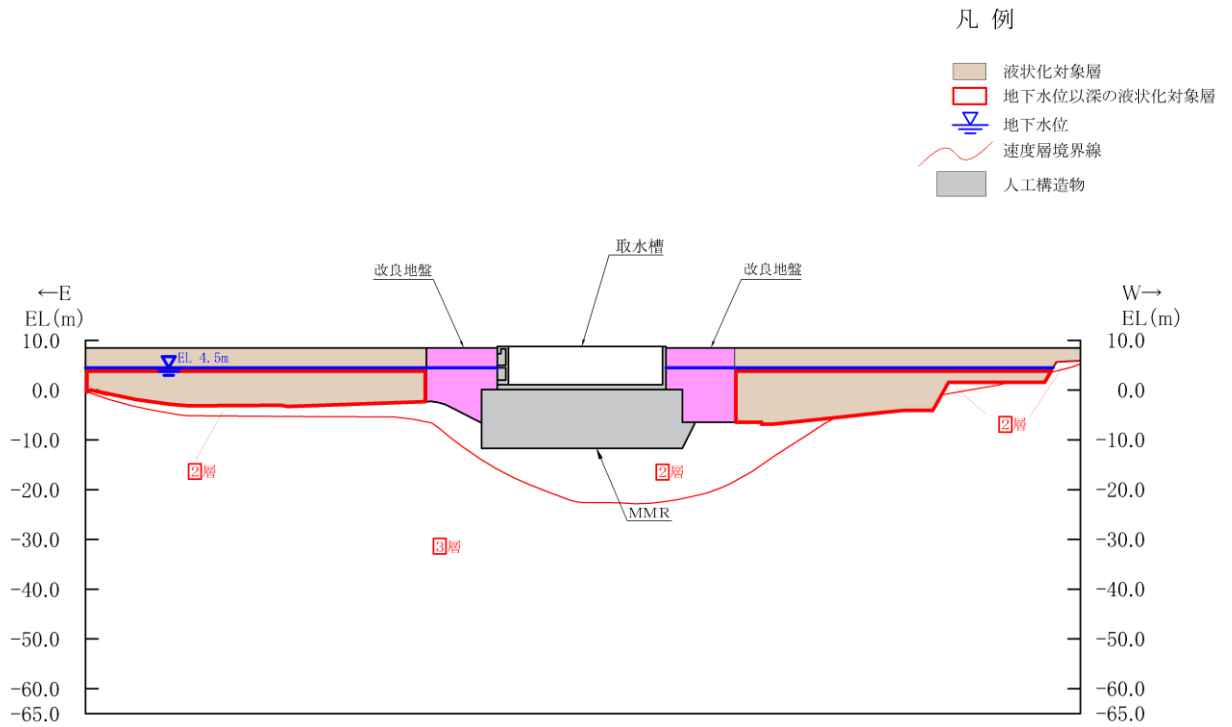 凡 例
液状化対象層
地下水位以深の液状化対象層
地下水位
速度層境界線
人工構造物
取水槽
改良地盤
改良地盤
←E
EL(m)
W→
EL(m)
10.0
0.0
-10.0
-20.0
-30.0
-40.0
-50.0
-60.0
-65.0
EL 4.5m
2層
2層
2層
3層
MMR
10.0
0.0
-10.0
-20.0
-30.0
-40.0
-50.0
-60.0
-65.0